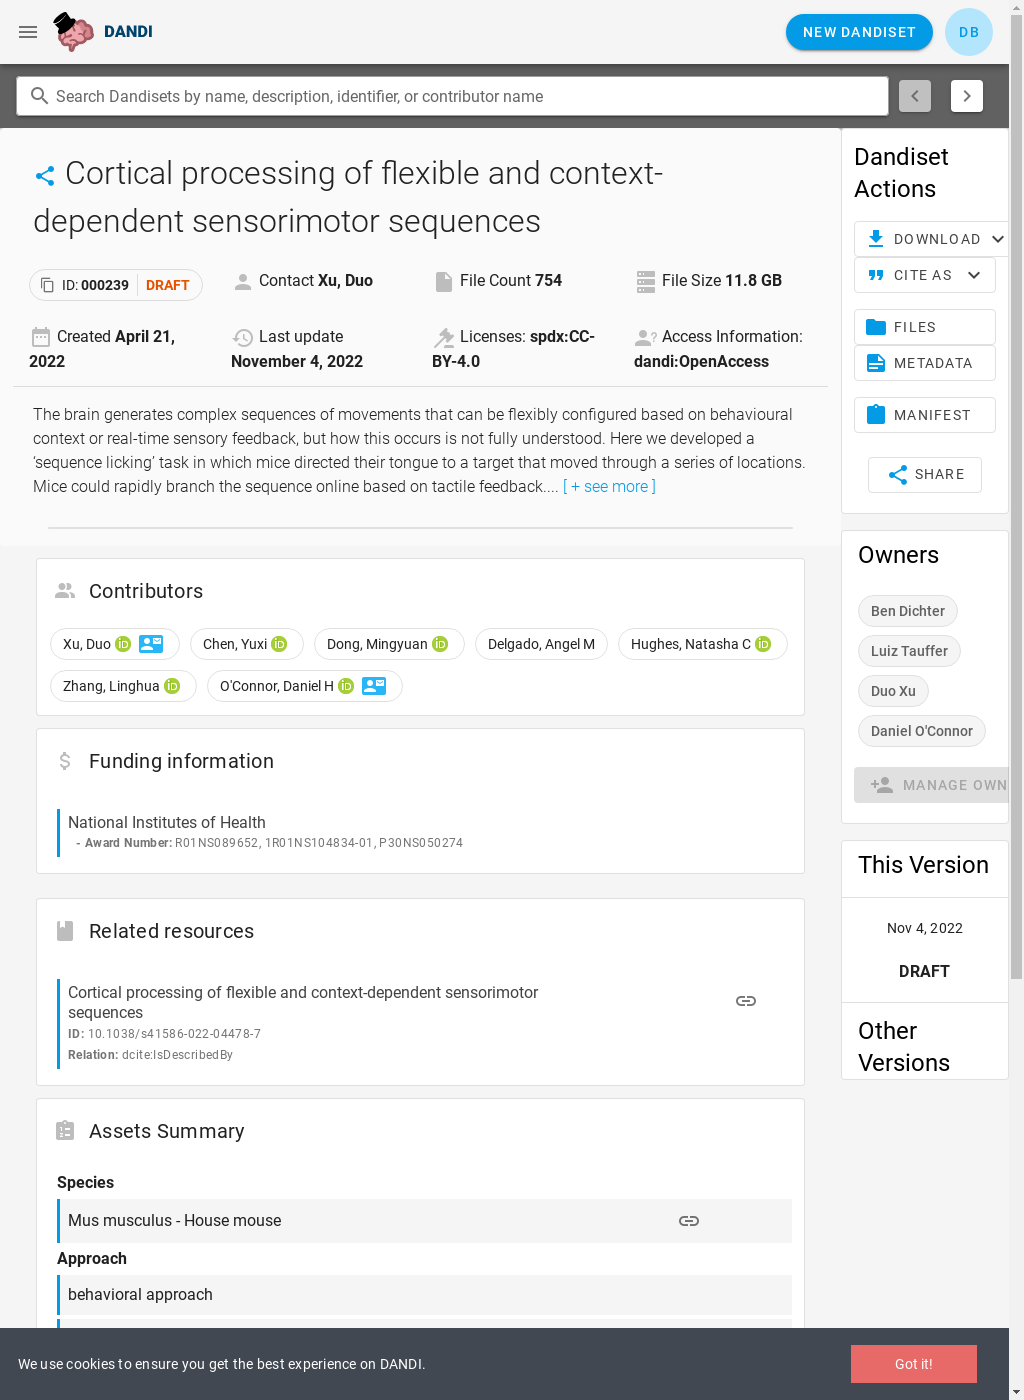 DANDI
NEW DANDISET
DB
Search Dandisets by name, description, identifier, or contributor name
Cortical processing of flexible and context-
dependent sensorimotor sequences
ID: 000239 DRAFT
Contact Xu, Duo
File Count 754
File Size 11.8 GB
Created April 21,
2022
Last update
November 4, 2022
Licenses: spdx:CC-
BY-4.0
Access Information:
dandi:OpenAccess
The brain generates complex sequences of movements that can be flexibly configured based on behavioural
context or real-time sensory feedback, but how this occurs is not fully understood. Here we developed a
‘sequence licking’ task in which mice directed their tongue to a target that moved through a series of locations.
Mice could rapidly branch the sequence online based on tactile feedback.... [ + see more ]
Contributors
Xu, Duo
Chen, Yuxi
Dong, Mingyuan
Delgado, Angel M
Hughes, Natasha C
Zhang, Linghua
O'Connor, Daniel H
Funding information
National Institutes of Health
- Award Number: R01NS089652, 1R01NS104834-01, P30NS050274
Related resources
Cortical processing of flexible and context-dependent sensorimotor
sequences
ID: 10.1038/s41586-022-04478-7
Relation: dcite:IsDescribedBy
Assets Summary
Species
Mus musculus - House mouse
Approach
behavioral approach
Dandiset
Actions
DOWNLOAD
CITE AS
FILES
METADATA
MANIFEST
SHARE
Owners
Ben Dichter
Luiz Tauffer
Duo Xu
Daniel O'Connor
MANAGE OWN
This Version
Nov 4, 2022
DRAFT
Other
Versions
We use cookies to ensure you get the best experience on DANDI.
Got it!